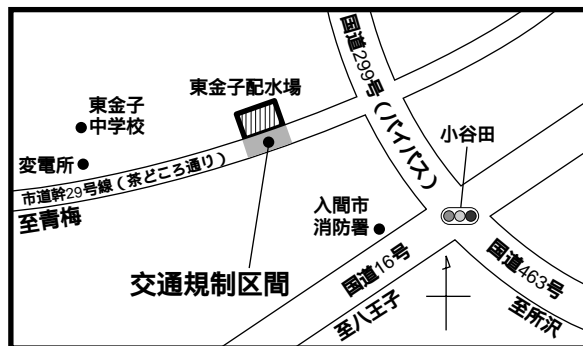 国道299号(バイパス)
東金子配水場
東金子
中学校
小谷田
変電所
市道幹29号線(茶どころ通り)
至青梅
入間市
消防署
交通規制区間
国道16号
国道463号
至八王子
至所沢